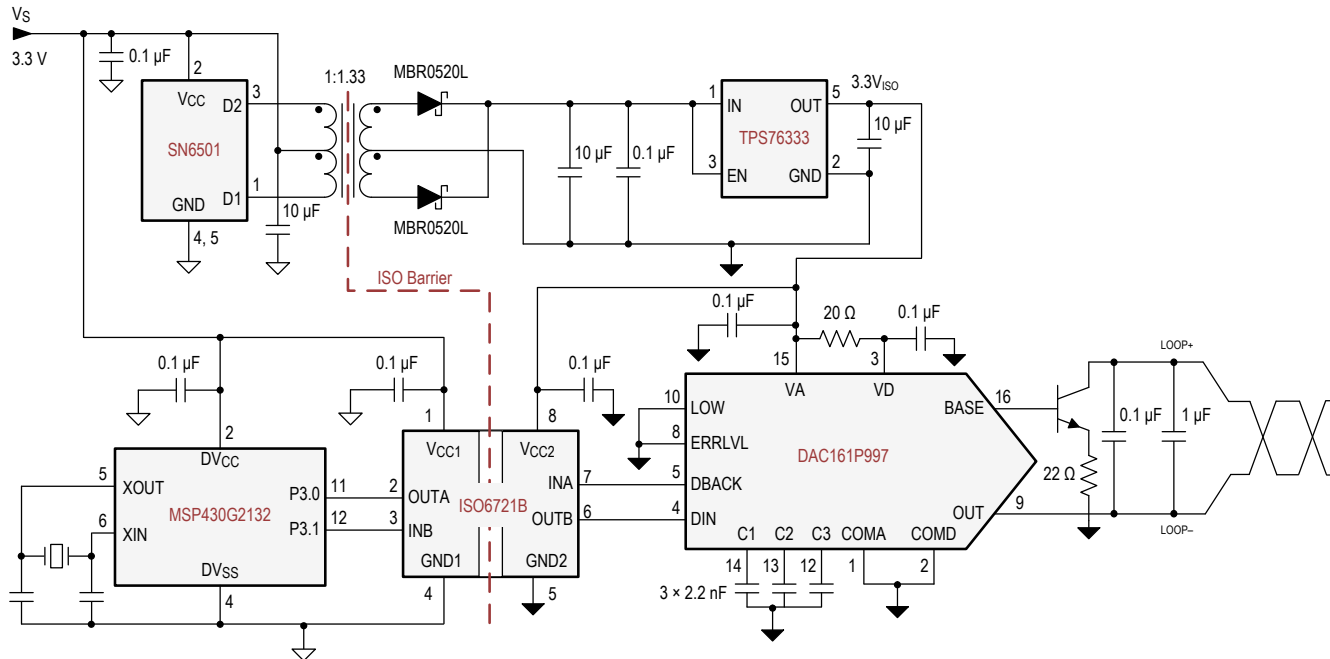 VS
3.3 V
0.1 µF
2
VCC
D2
3
SN6501
D1
1
GND
4, 5
10 µF
1:1.33
MBR0520L
MBR0520L
10 µF
0.1 µF
1
IN
OUT
5
TPS76333
3
EN
GND
2
3.3VISO
10 µF
ISO Barrier
0.1 µF
2
DVCC
5
XOUT
P3.0
11
MSP430G2132
6
XIN
P3.1
12
DVSS
4
0.1 µF
1
VCC1
2
OUTA
3
INB
GND1
4
ISO6721B
0.1 µF
8
VCC2
INA
7
OUTB
6
GND2
5
0.1 µF
20 Ω
0.1 µF
15
VA
3
VD
10
LOW
8
ERRLVL
5
DBACK
4
DIN
DAC161P997
BASE
16
OUT
9
C1
C2
C3
COMA
COMD
14
13
12
1
2
3 × 2.2 nF
22 Ω
0.1 µF
1 µF
LOOP+
LOOP–